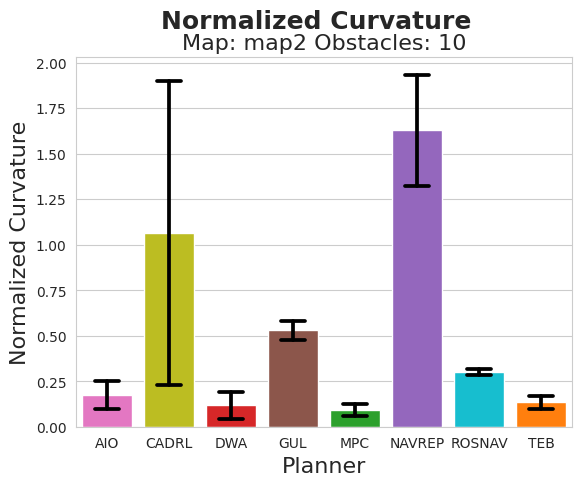 Normalized Curvature
Map: map2 Obstacles: 10
Normalized Curvature
2.00
1.75
1.50
1.25
1.00
0.75
0.50
0.25
0.00
AIO CADRL DWA GUL MPC NAVREP ROSNAV TEB
Planner